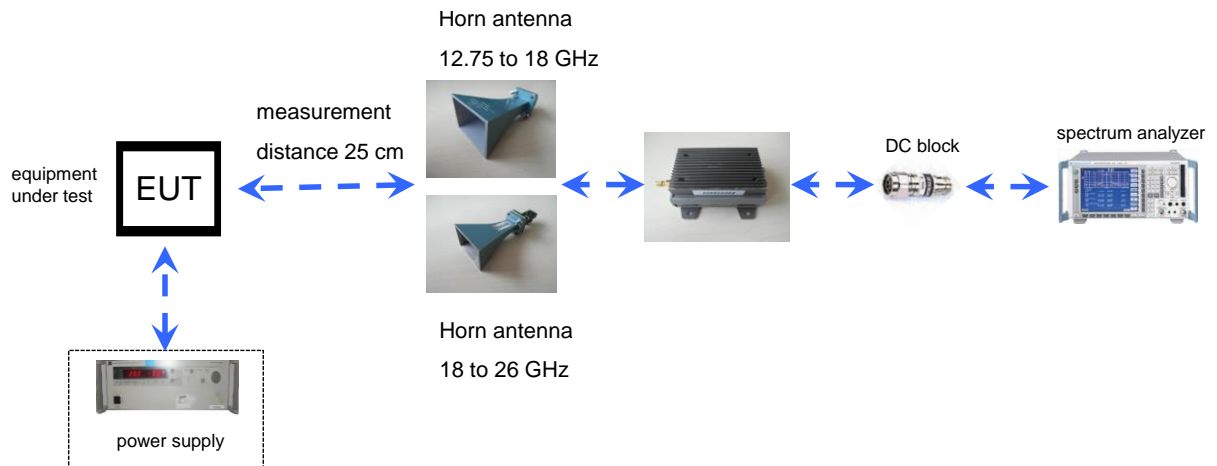 Horn antenna
12.75 to 18 GHz
measurement
distance 25 cm
equipment
under test
EUT
DC block
spectrum analyzer
Horn antenna
18 to 26 GHz
power supply